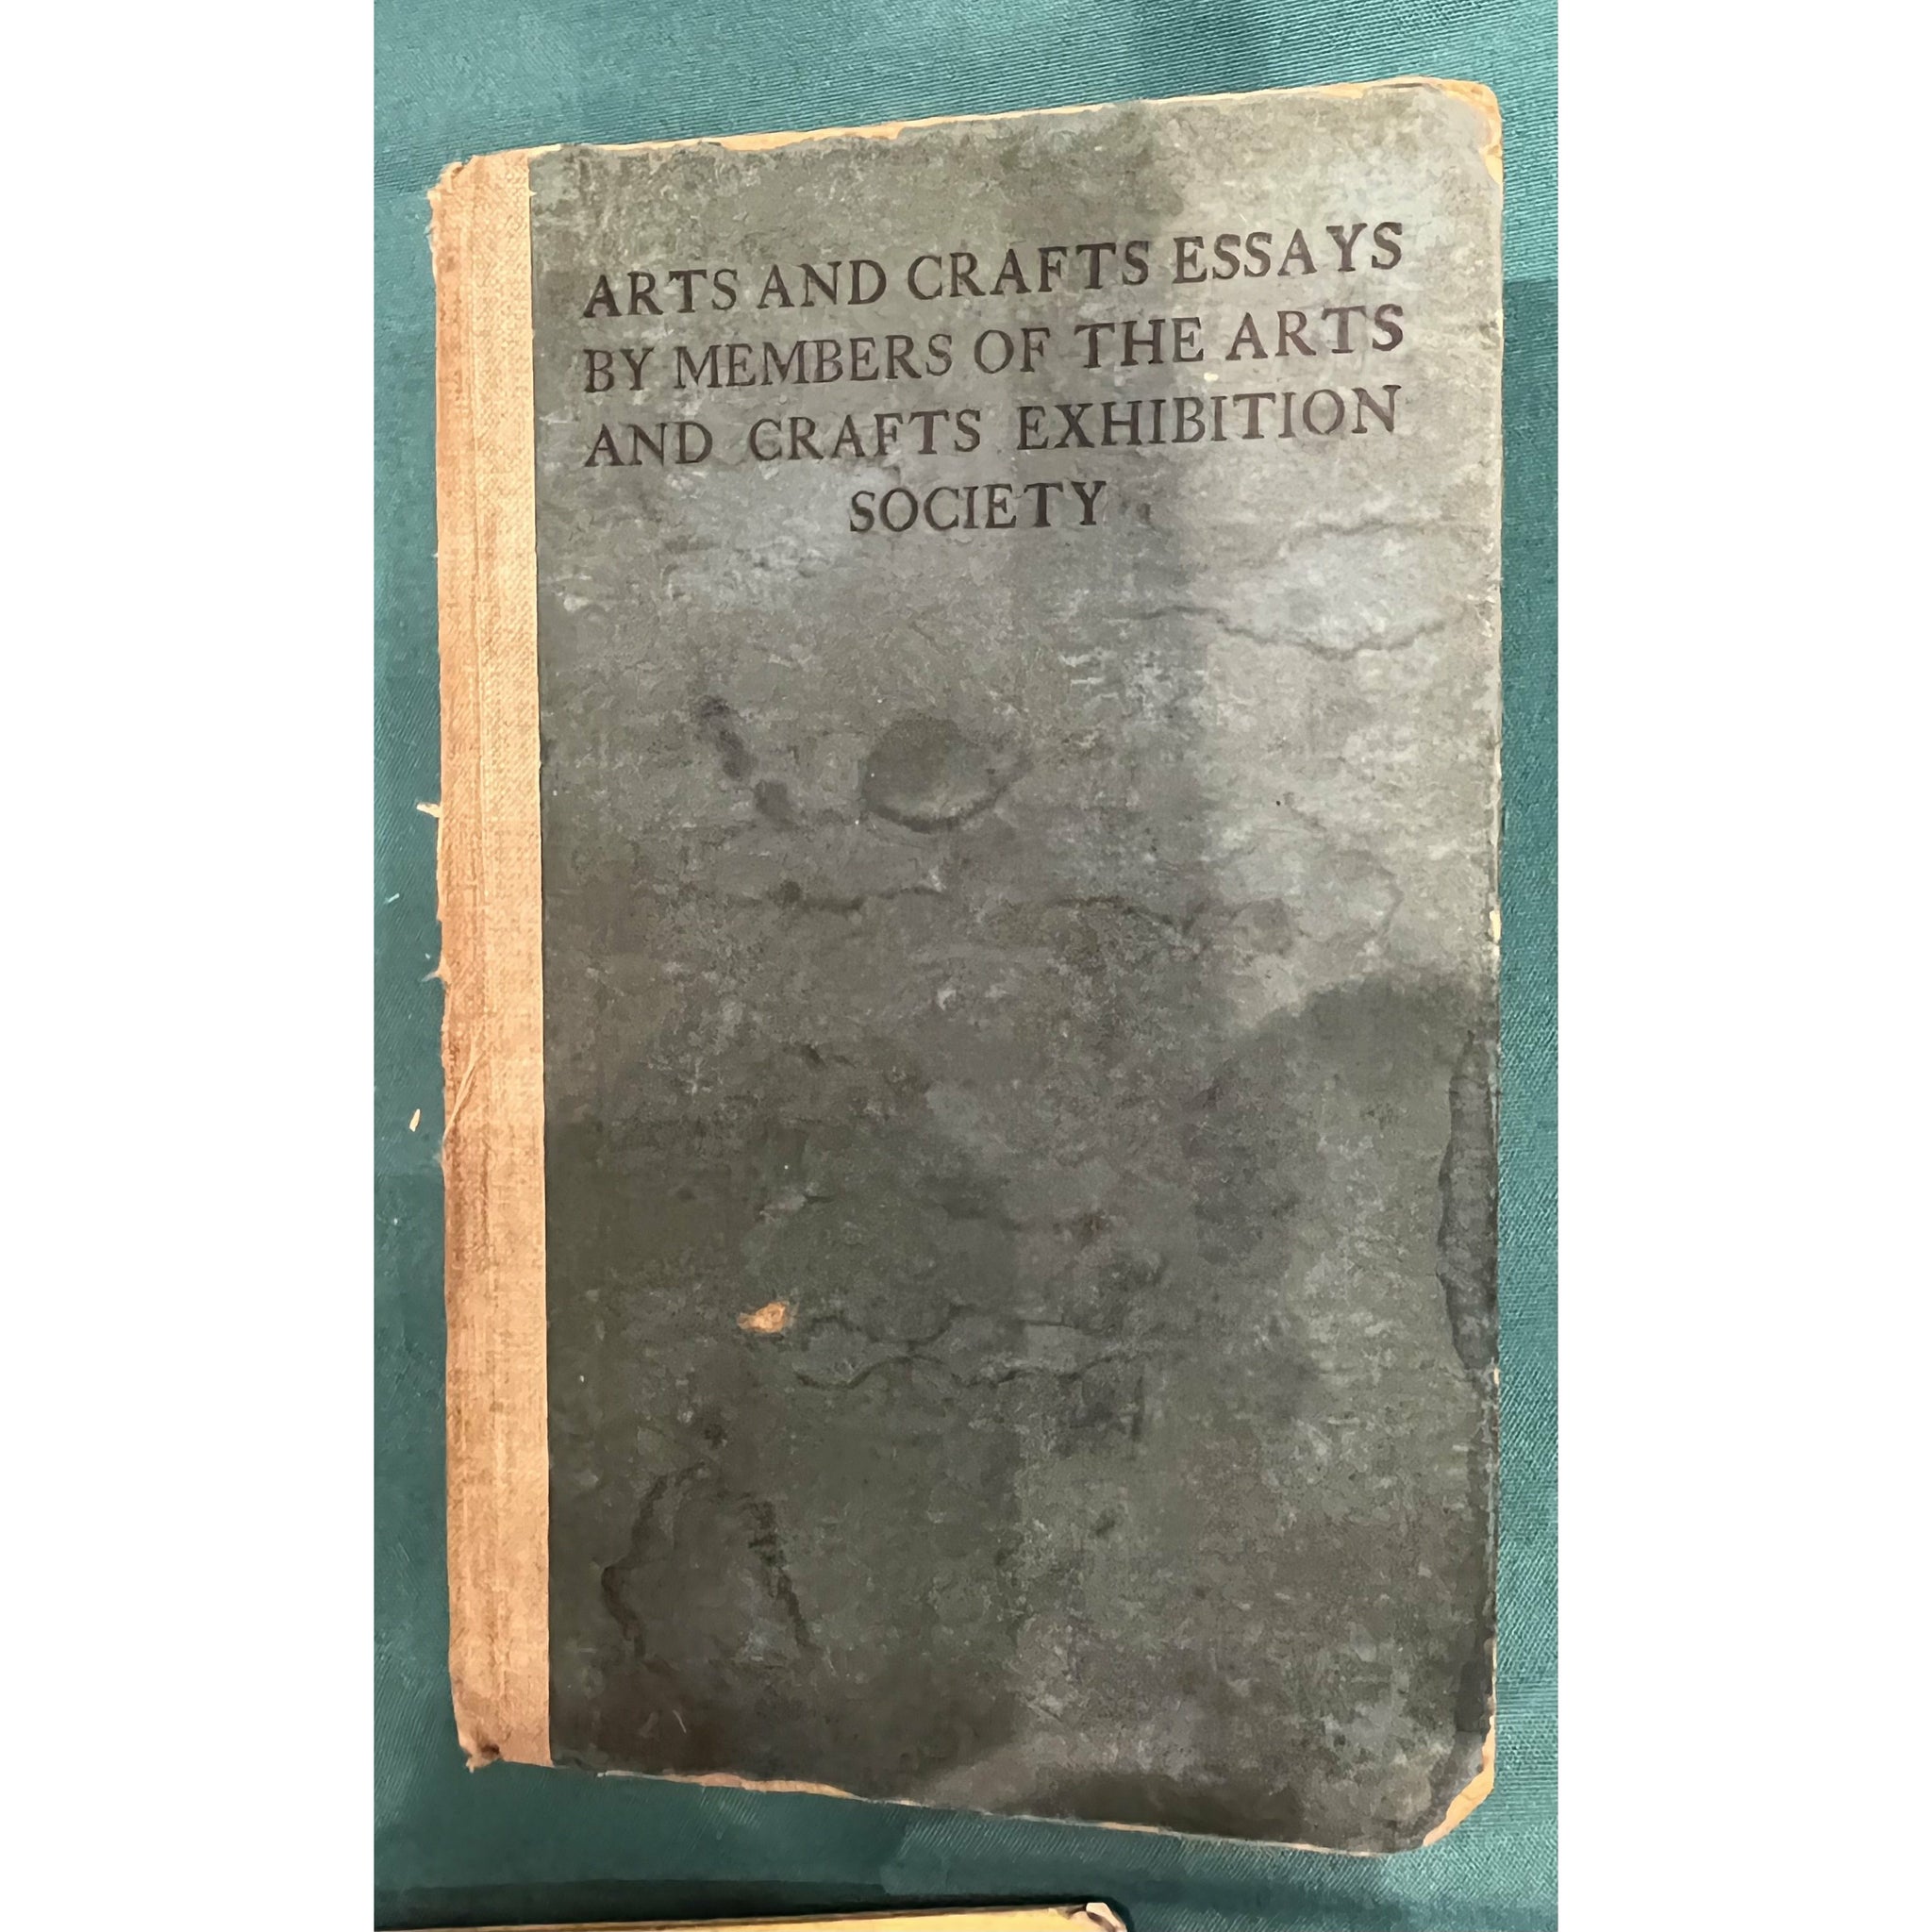 ARTS AND CRAFTS ESSAYS
BY MEMBERS OF THE ARTS
AND CRAFTS EXHIBITION
SOCIETY